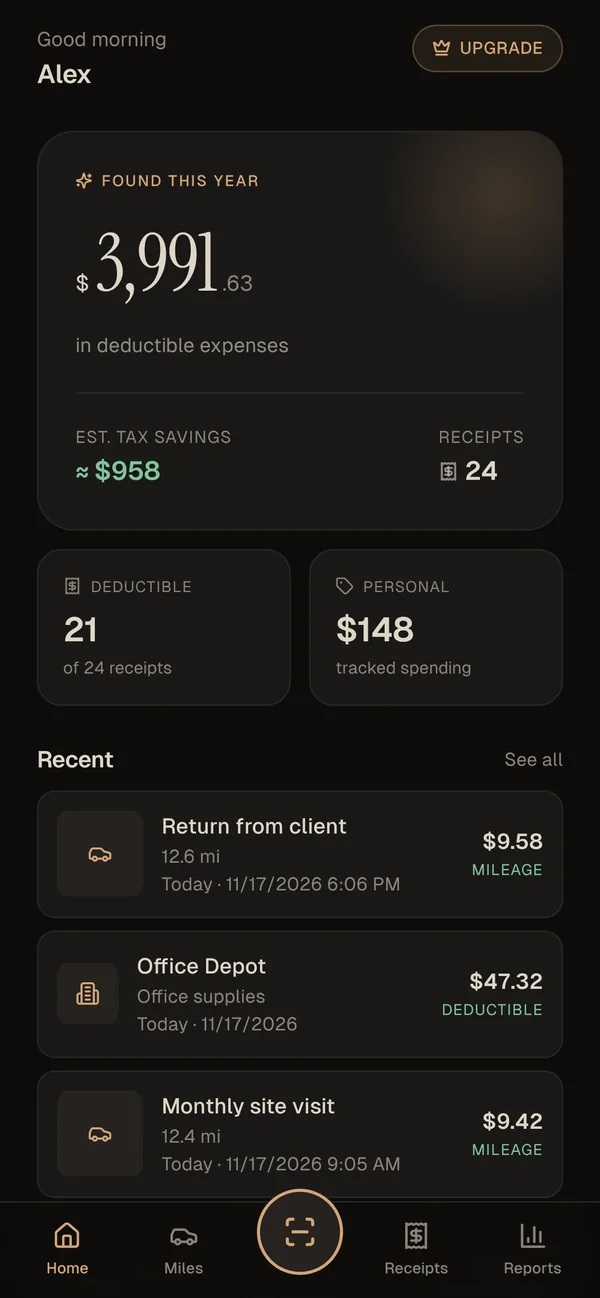 Good morning
Alex
UPGRADE
FOUND THIS YEAR
$3,991.63
in deductible expenses
EST. TAX SAVINGS
≈ $958
RECEIPTS
24
DEDUCTIBLE
21
of 24 receipts
PERSONAL
$148
tracked spending
Recent
See all
Return from client
12.6 mi
Today · 11/17/2026 6:06 PM
$9.58
MILEAGE
Office Depot
Office supplies
Today · 11/17/2026
$47.32
DEDUCTIBLE
Monthly site visit
12.4 mi
Today · 11/17/2026 9:05 AM
$9.42
MILEAGE
Home
Miles
Receipts
Reports